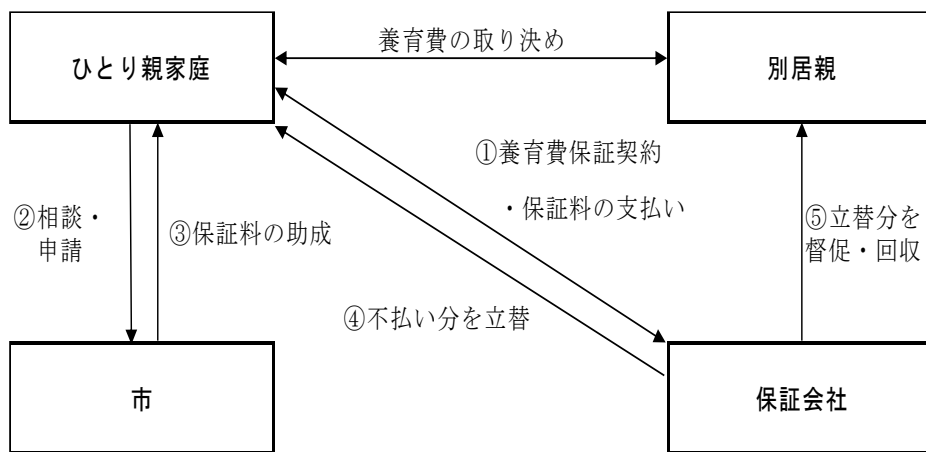 養育費の取り決め
ひとり親家庭
別居親
①養育費保証契約
・保証料の支払い
②相談・
申請
③保証料の助成
⑤立替分を
督促・回収
④不払い分を立替
市
保証会社